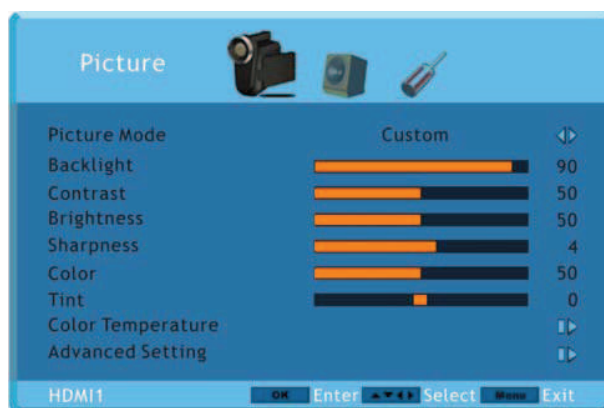 Picture
Picture Mode Custom
Backlight 90
Contrast 50
Brightness 50
Sharpness 4
Color 50
Tint 0
Color Temperature
Advanced Setting
HDMI1 OK Enter Select Menu Exit